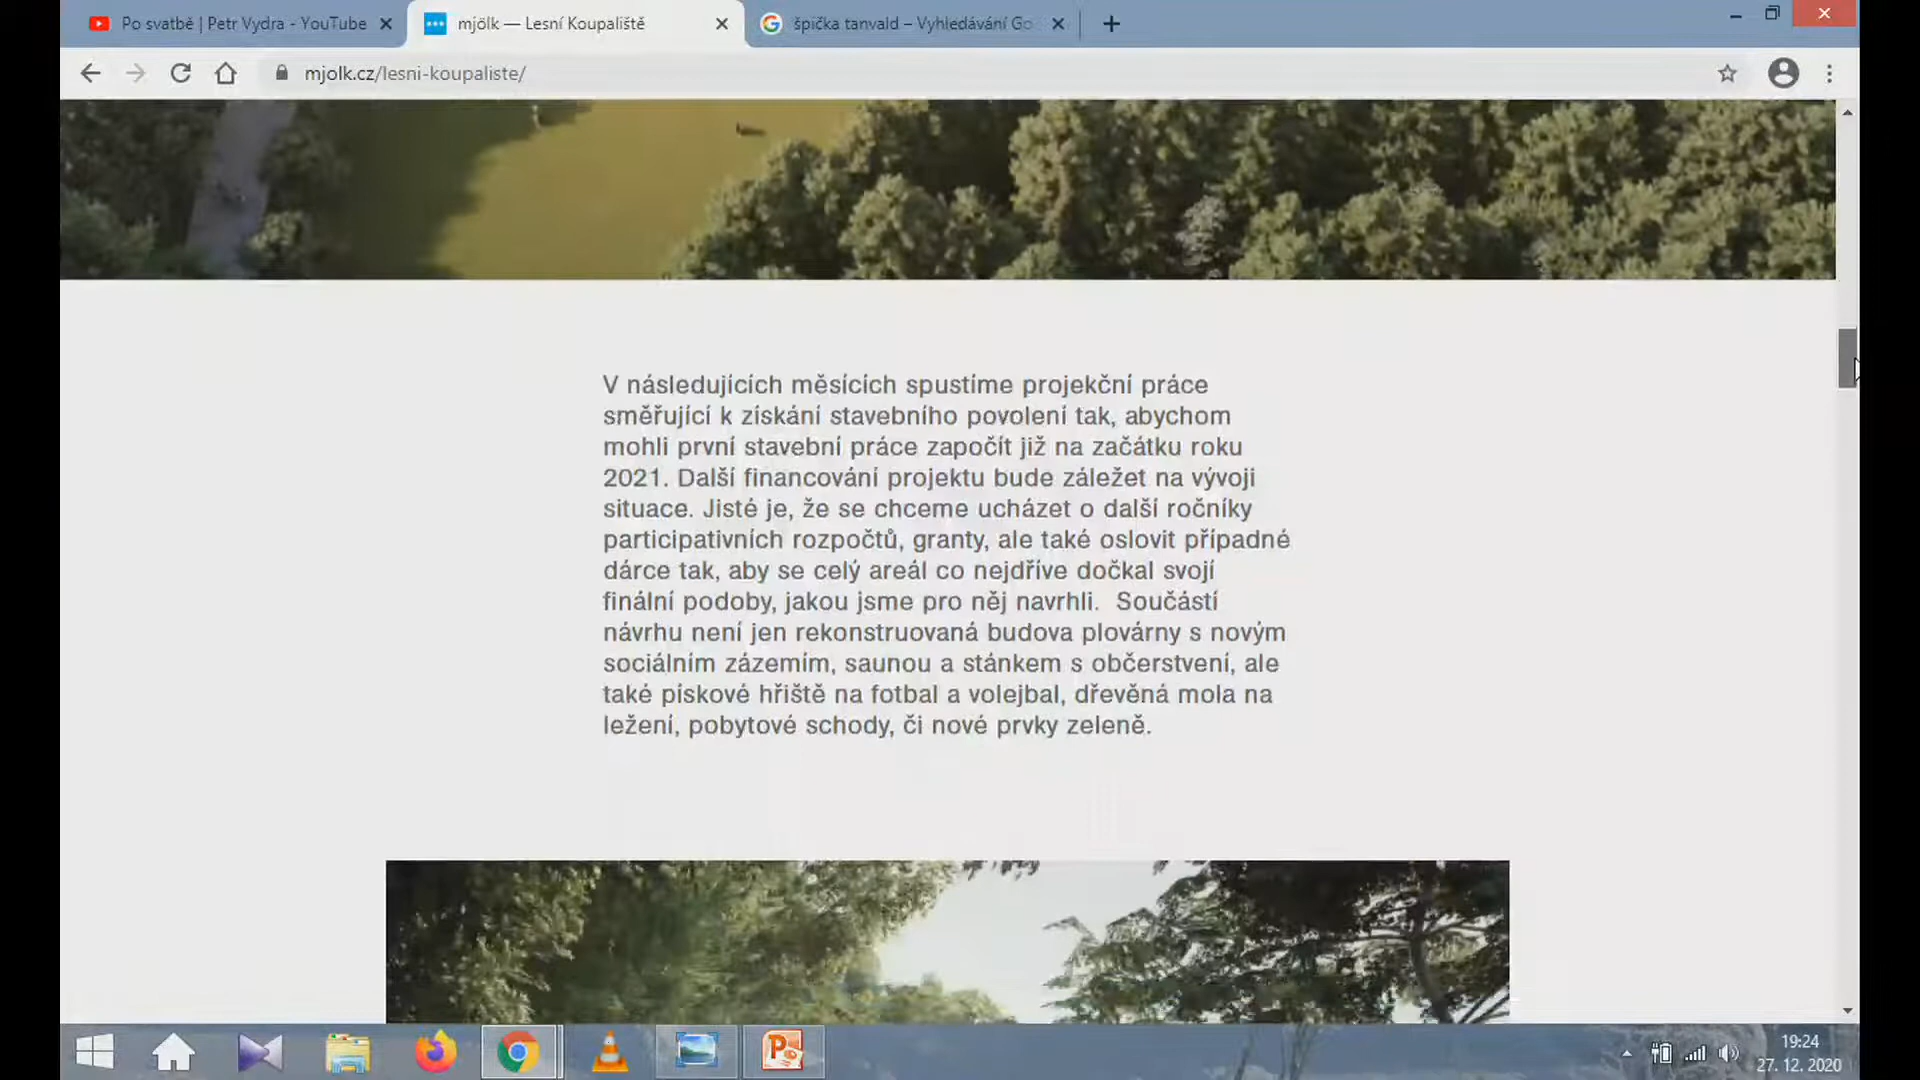 Po svatbě | Petr Vydra - YouTube
mjölk — Lesní Koupaliště
špička tanvald – Vyhledávání Go
mjolk.cz/lesni-koupaliste/
V následujících měsících spustíme projekční práce
směřující k získání stavebního povolení tak, abychom
mohli první stavební práce započít již na začátku roku
2021. Další financování projektu bude záležet na vývoji
situace. Jisté je, že se chceme ucházet o další ročníky
participativních rozpočtů, granty, ale také oslovit případné
dárce tak, aby se celý areál co nejdříve dočkal svojí
finální podoby, jakou jsme pro něj navrhli.  Součástí
návrhu není jen rekonstruovaná budova plovárny s novým
sociálním zázemím, saunou a stánkem s občerstvení, ale
také pískové hřiště na fotbal a volejbal, dřevěná mola na
ležení, pobytové schody, či nové prvky zeleně.
19:24
27. 12. 2020